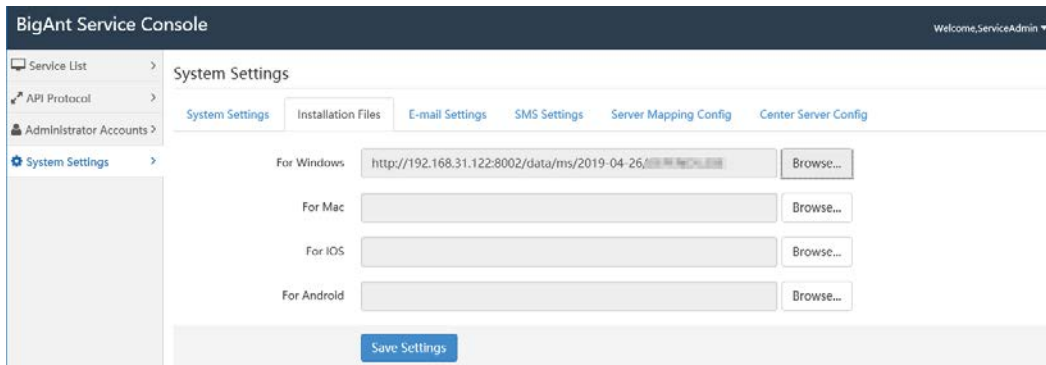 BigAnt Service Console
Welcome,ServiceAdmin
Service List
API Protocol
Administrator Accounts
System Settings
System Settings
System Settings Installation Files E-mail Settings SMS Settings Server Mapping Config Center Server Config
For Windows http://192.168.31.122:8002/data/ms/2019-04-26/ Browse...
For Mac Browse...
For IOS Browse...
For Android Browse...
Save Settings